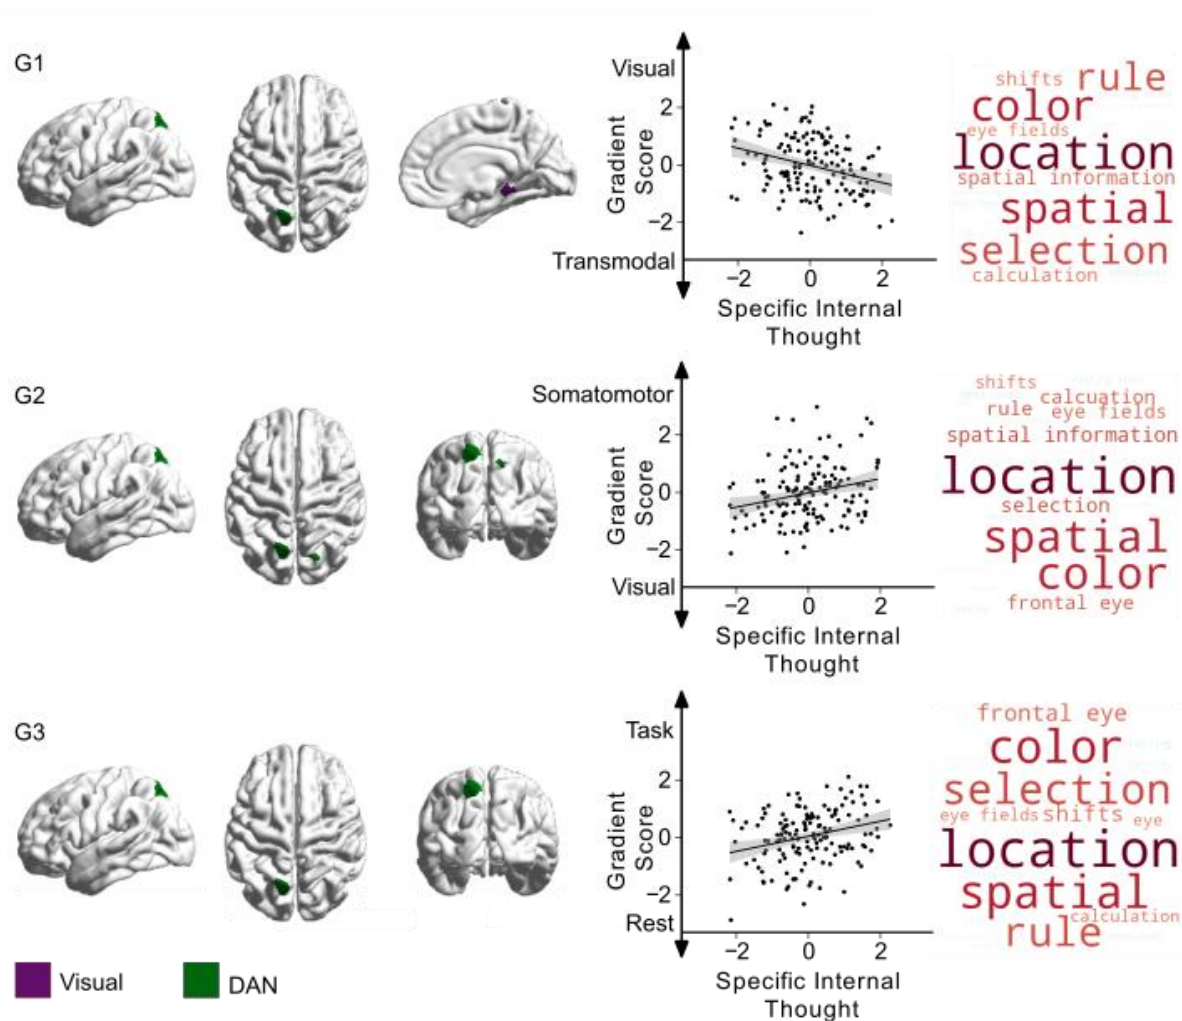 G1
Visual
2
0
−2
Transmodal
Gradient
Score
−2 0 2
Specific Internal
Thought
shifts rule
color
eye fields
location
spatial information
spatial
selection
calculation
G2
Somatomotor
2
0
−2
Visual
Gradient
Score
−2 0 2
Specific Internal
Thought
shifts
calcuation
rule eye fields
spatial information
location
selection
spatial
color
frontal eye
G3
Task
2
0
−2
Rest
Gradient
Score
−2 0 2
Specific Internal
Thought
frontal eye
color
selection
eye fields shifts eye
location
spatial
calculation
rule
Visual
DAN